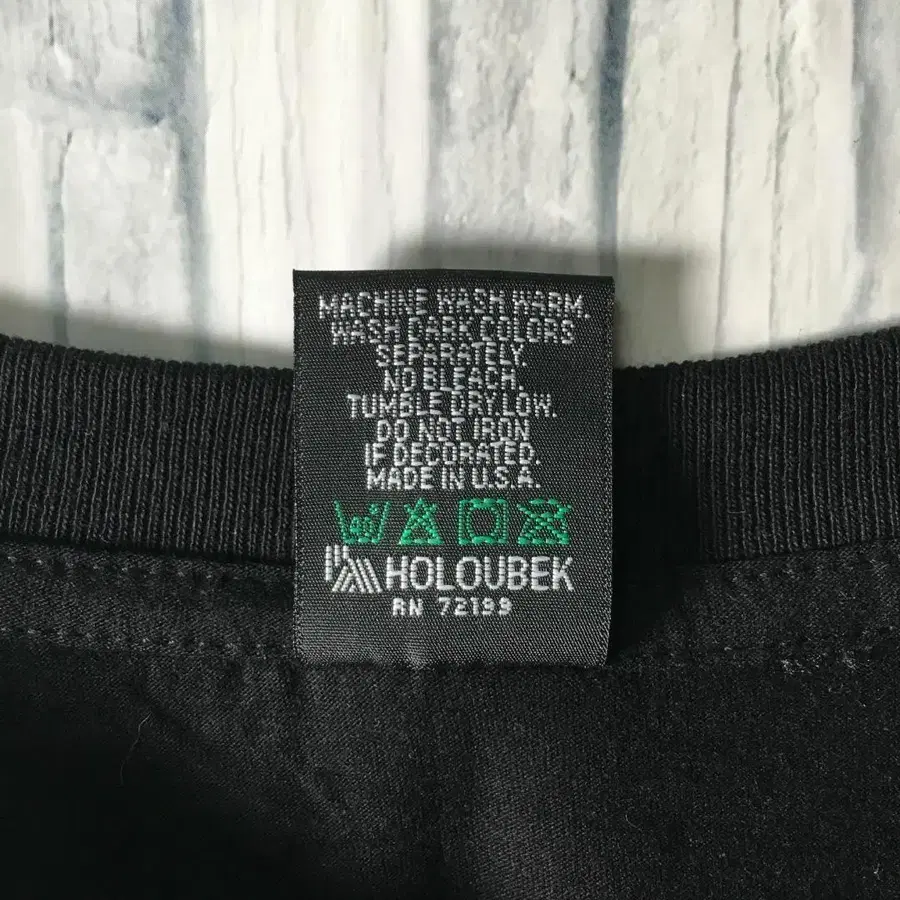 MACHINE WASH WARM.
WASH DARK COLORS
SEPARATELY.
NO BLEACH.
TUMBLE DRY.LOW.
DO NOT IRON
IF DECORATED.
MADE IN U.S.A.
HOLOUBEK
RN 72199